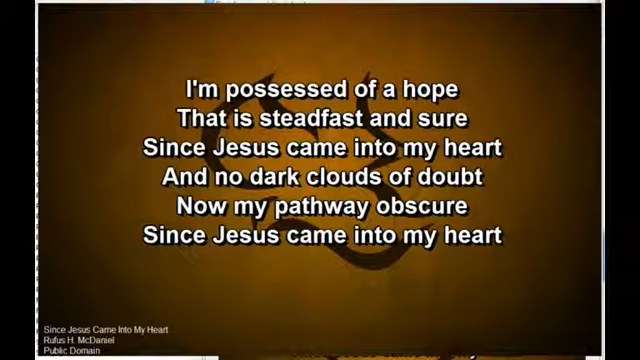 I'm possessed of a hope
That is steadfast and sure
Since Jesus came into my heart
And no dark clouds of doubt
Now my pathway obscure
Since Jesus came into my heart
Since Jesus Came Into My Heart
Rufus H. McDaniel
Public Domain